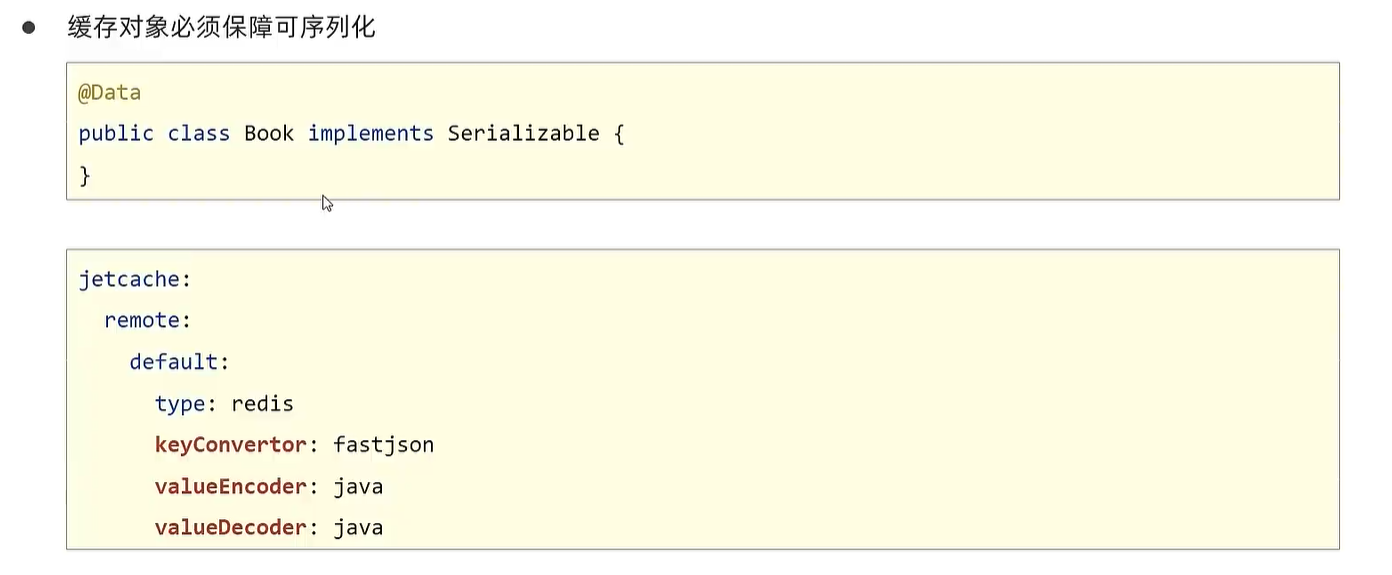 缓存对象必须保障可序列化
@Data
public class Book implements Serializable {
}
jetcache:
  remote:
    default:
      type: redis
      keyConvertor: fastjson
      valueEncoder: java
      valueDecoder: java